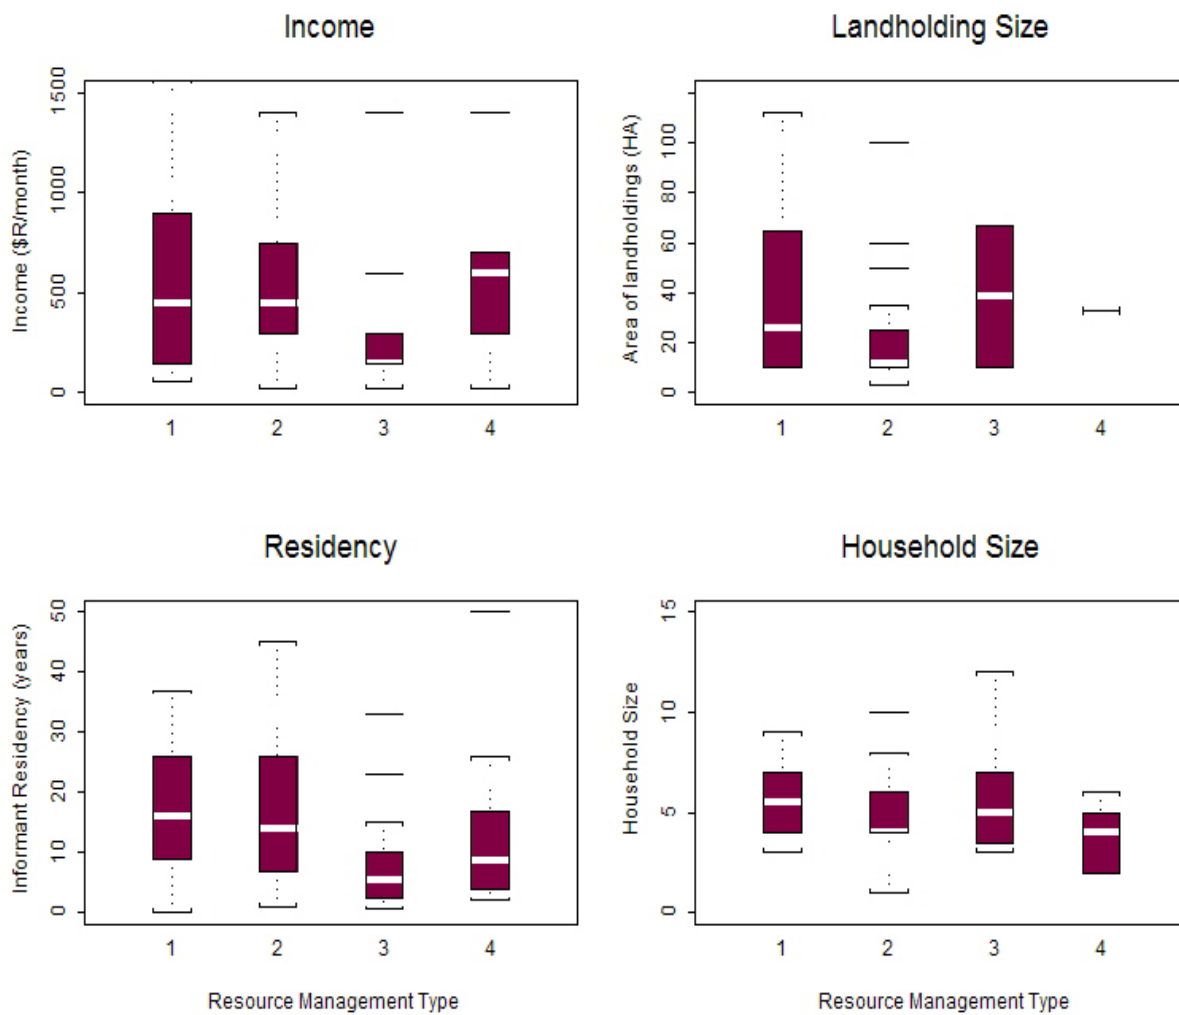 Income
Income ($R/month)
1500
1000
500
0
1 2 3 4
Landholding Size
Area of landholdings (HA)
100
80
60
40
20
0
1 2 3 4
Residency
Informant Residency (years)
50
40
30
20
10
0
1 2 3 4
Resource Management Type
Household Size
Household Size
15
10
5
0
1 2 3 4
Resource Management Type